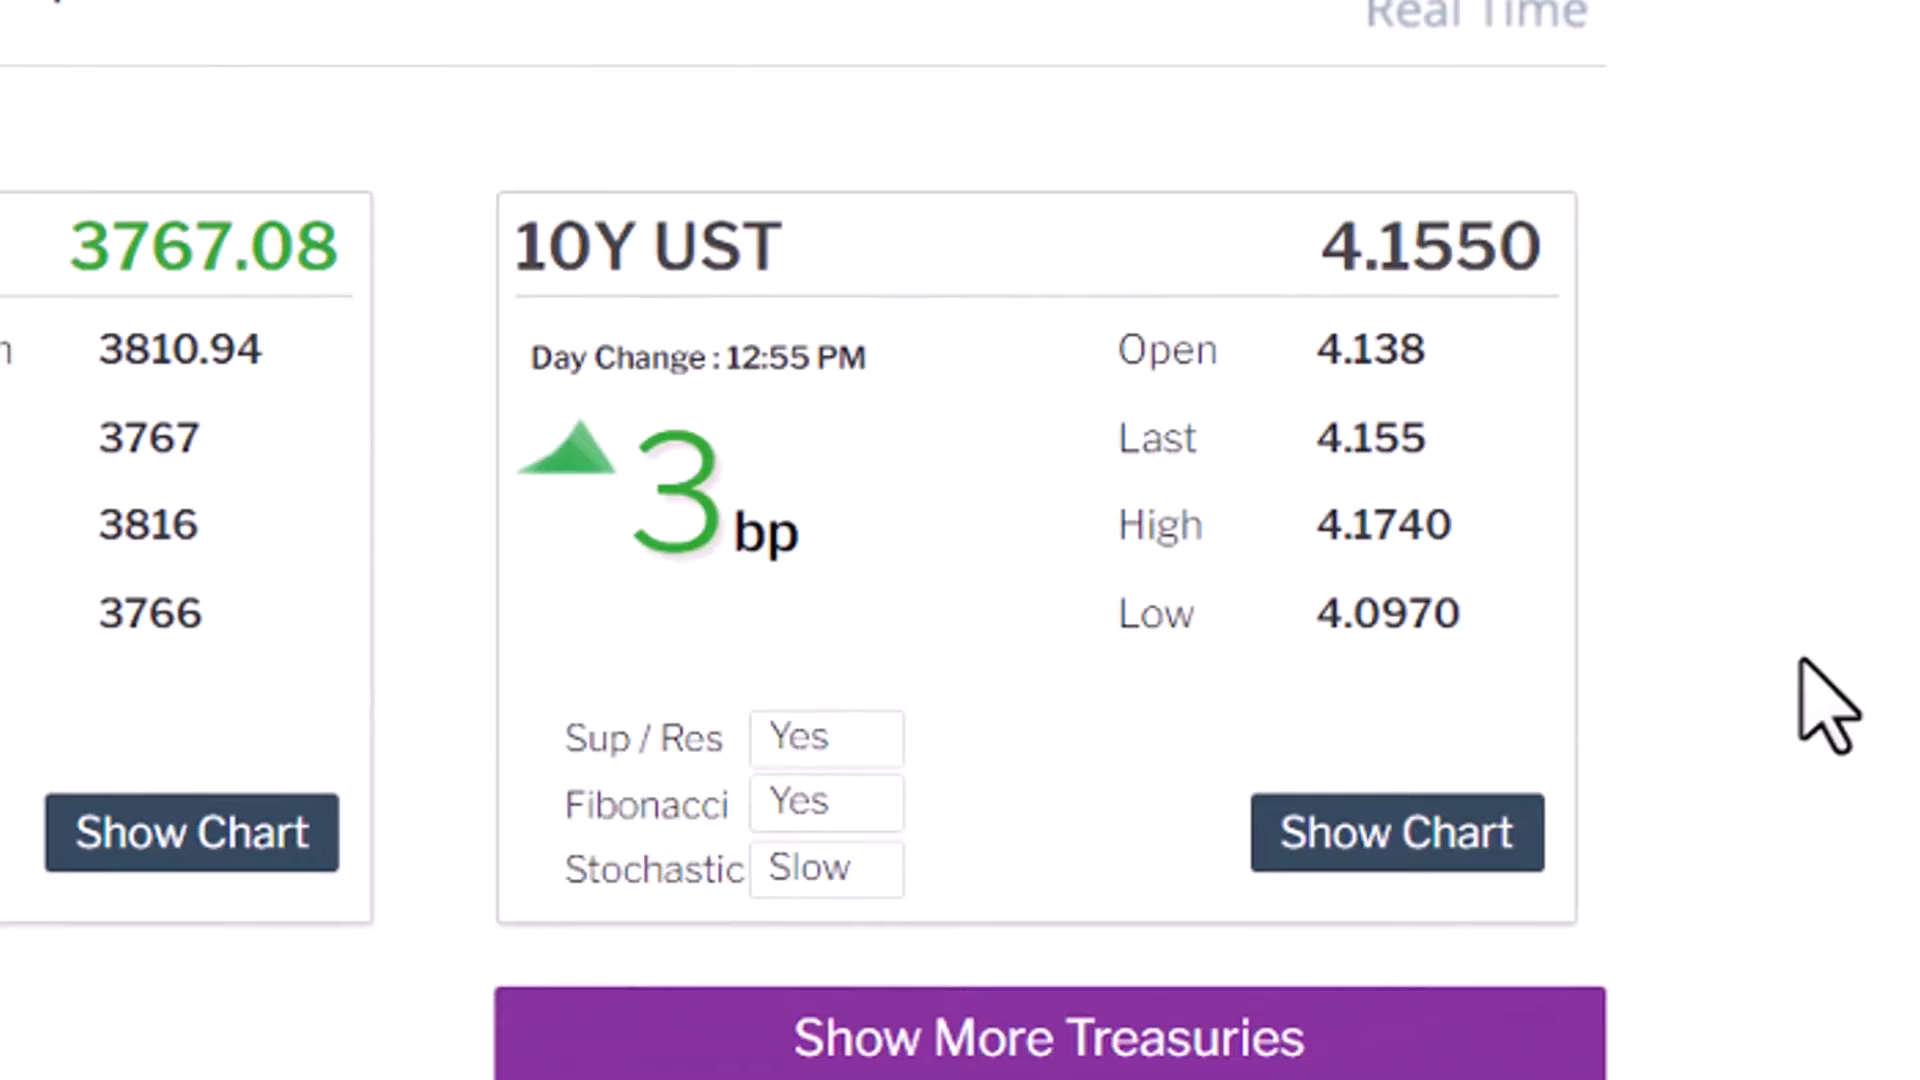 Real Time
3767.08
3810.94
3767
3816
3766
Show Chart
10Y UST 4.1550
Day Change : 12:55 PM
3 bp
Open 4.138
Last 4.155
High 4.1740
Low 4.0970
Sup / Res Yes
Fibonacci Yes
Stochastic Slow
Show Chart
Show More Treasuries